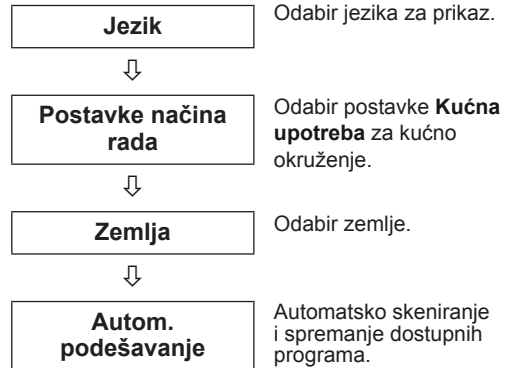 Jezik
Odabir jezika za prikaz.
⇩
Postavke načina
rada
Odabir postavke Kućna
upotreba za kućno
okruženje.
⇩
Zemlja
Odabir zemlje.
⇩
Autom.
podešavanje
Automatsko skeniranje
i spremanje dostupnih
programa.